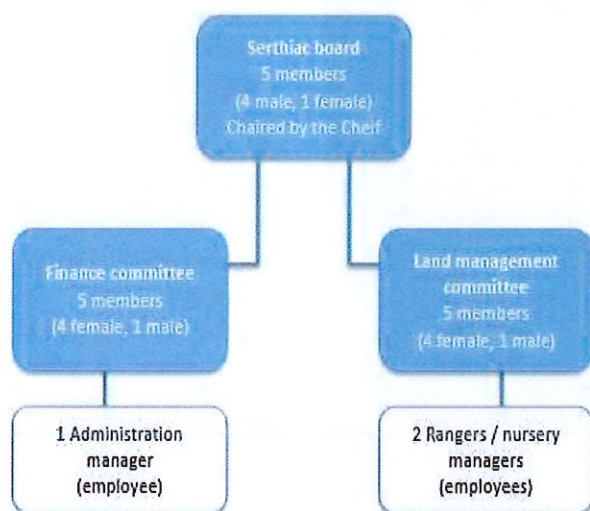 Serthiac board
5 members
(4 male, 1 female)
Chaired by the Cheif
Finance committee
5 members
(4 female, 1 male)
Land management
committee
5 members
(4 female, 1 male)
1 Administration
manager
(employee)
2 Rangers / nursery
managers
(employees)